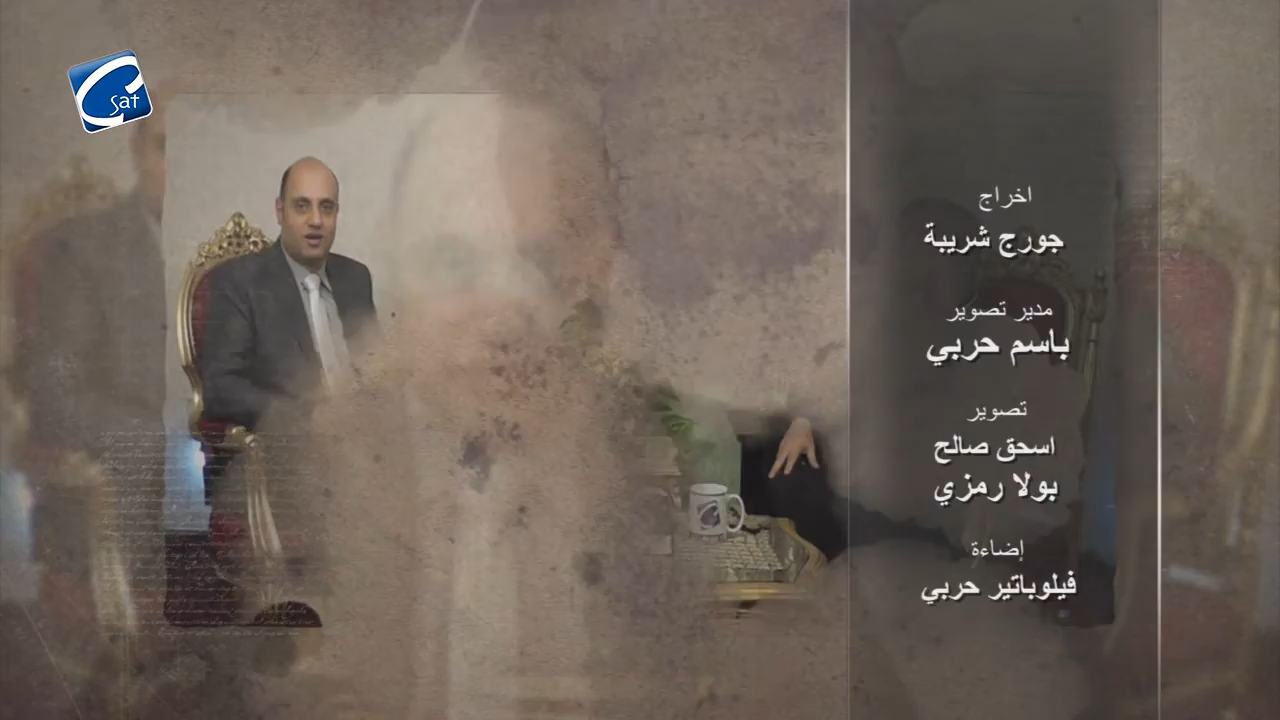 C Sat
اخراج
جورج شريبة
مدير تصوير
باسم حربي
تصوير
اسحق صالح
بولا رمزي
إضاءة
فيلوباتير حربي